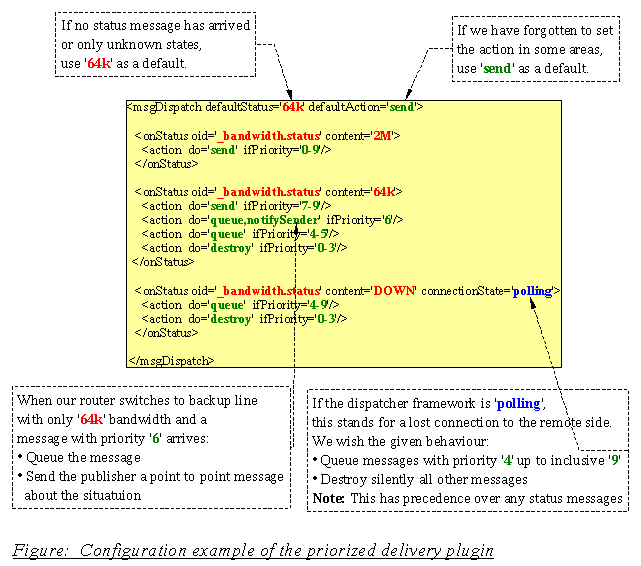 If no status message has arrived
or only unknown states,
use '64k' as a default.
If we have forgotten to set
the action in some areas,
use 'send' as a default.
<msgDispatch defaultStatus='64k' defaultAction='send'>
<onStatus oid='_bandwidth.status' content='2M'>
<action do='send' ifPriority='0-9'/>
</onStatus>
<onStatus oid='_bandwidth.status' content='64k'>
<action do='send' ifPriority='7-9'/>
<action do='queue,notifySender' ifPriority='6'/>
<action do='queue' ifPriority='4-5'/>
<action do='destroy' ifPriority='0-3'/>
</onStatus>
<onStatus oid='_bandwidth.status' content='DOWN' connectionState='polling'>
<action do='queue' ifPriority='4-9'/>
<action do='destroy' ifPriority='0-3'/>
</onStatus>
</msgDispatch>
When our router switches to backup line
with only '64k' bandwidth and a
message with priority '6' arrives:
• Queue the message
• Send the publisher a point to point message
about the situatuion
If the dispatcher framework is 'polling',
this stands for a lost connection to the remote side.
We wish the given behaviour:
• Queue messages with priority '4' up to inclusive '9'
• Destroy silently all other messages
Note: This has precedence over any status messages
Figure: Configuration example of the priorized delivery plugin